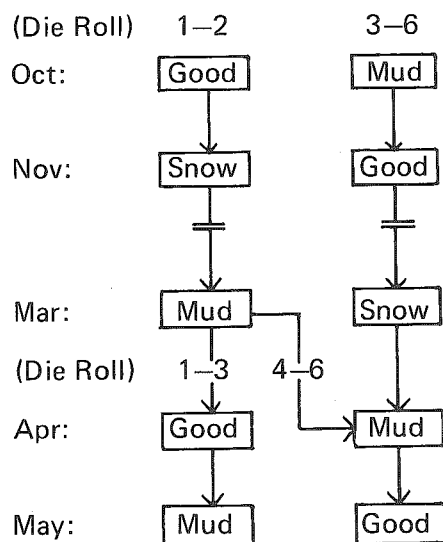 (Die Roll) 1–2 3–6
Oct: Good Mud
Nov: Snow Good
Mar: Mud Snow
(Die Roll) 1–3 4–6
Apr: Good Mud
May: Mud Good